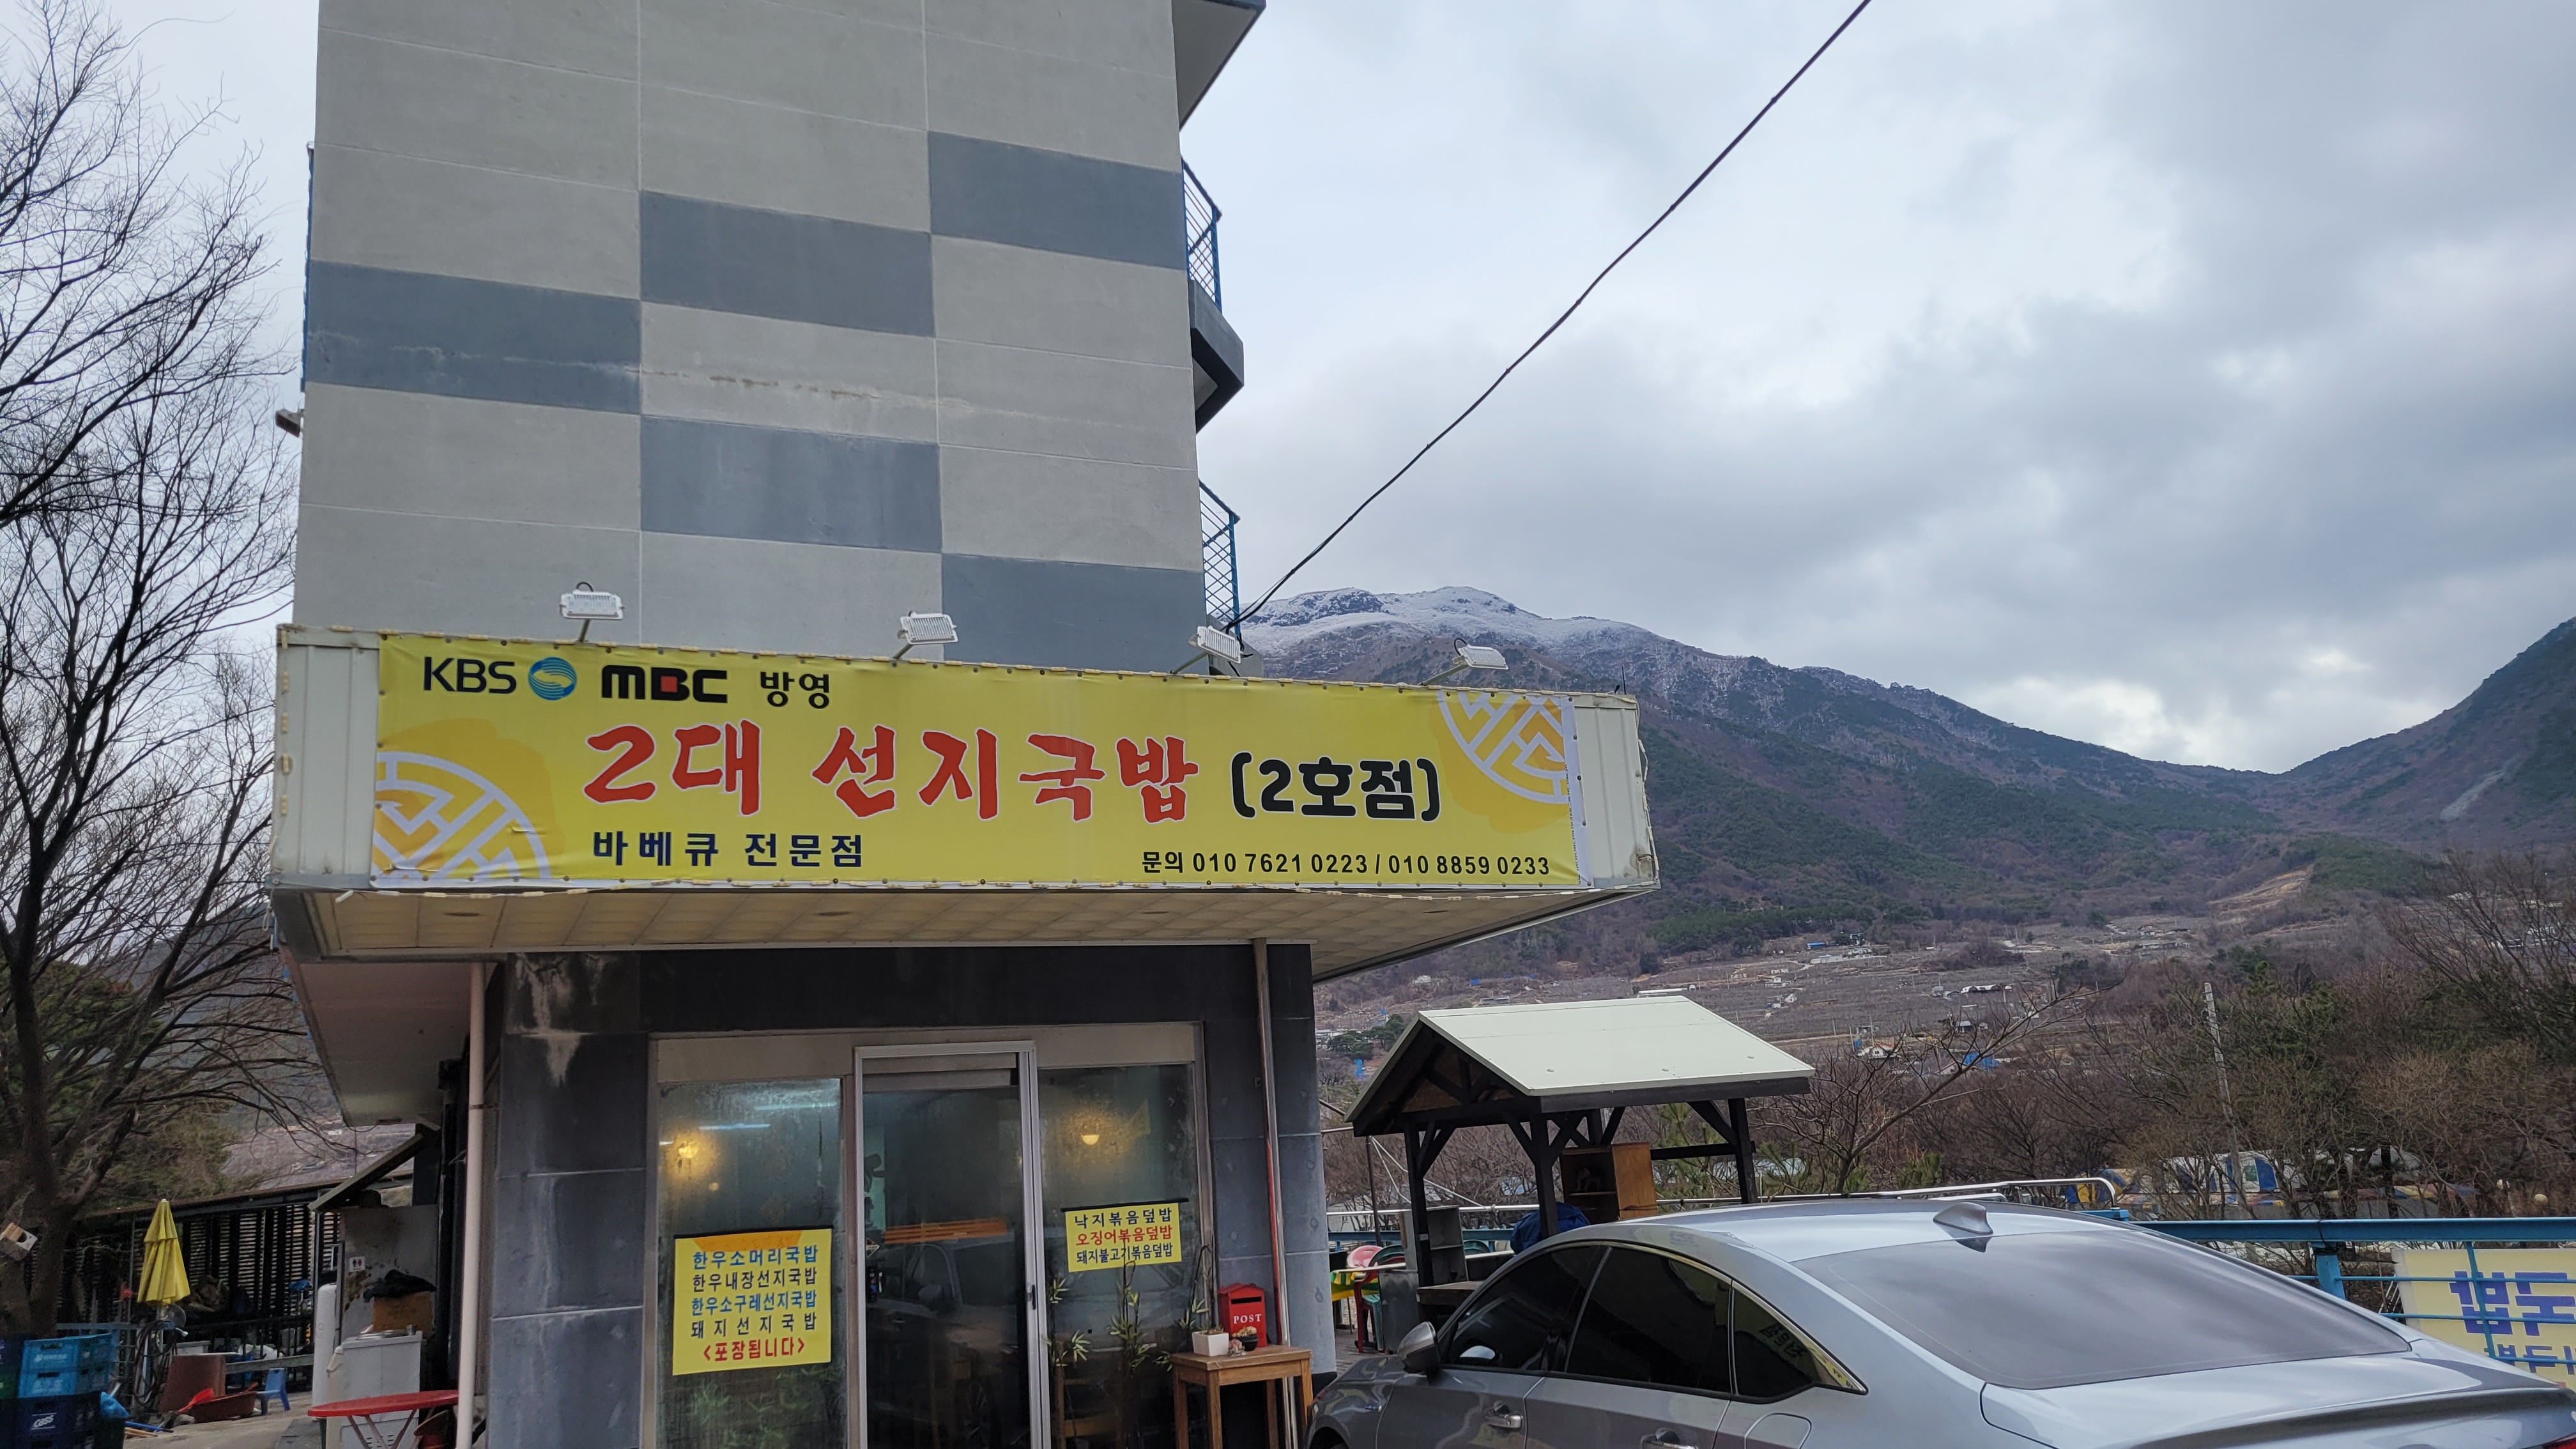 KBS MBC 방영
2대 선지국밥 (2호점)
바베큐 전문점
문의 010 7621 0223 / 010 8859 0233
한우소머리국밥
한우내장선지국밥
한우소구레선지국밥
돼지선지국밥
<포장됩니다>
낙지볶음덮밥
오징어볶음덮밥
돼지불고기볶음덮밥
POST
CASS